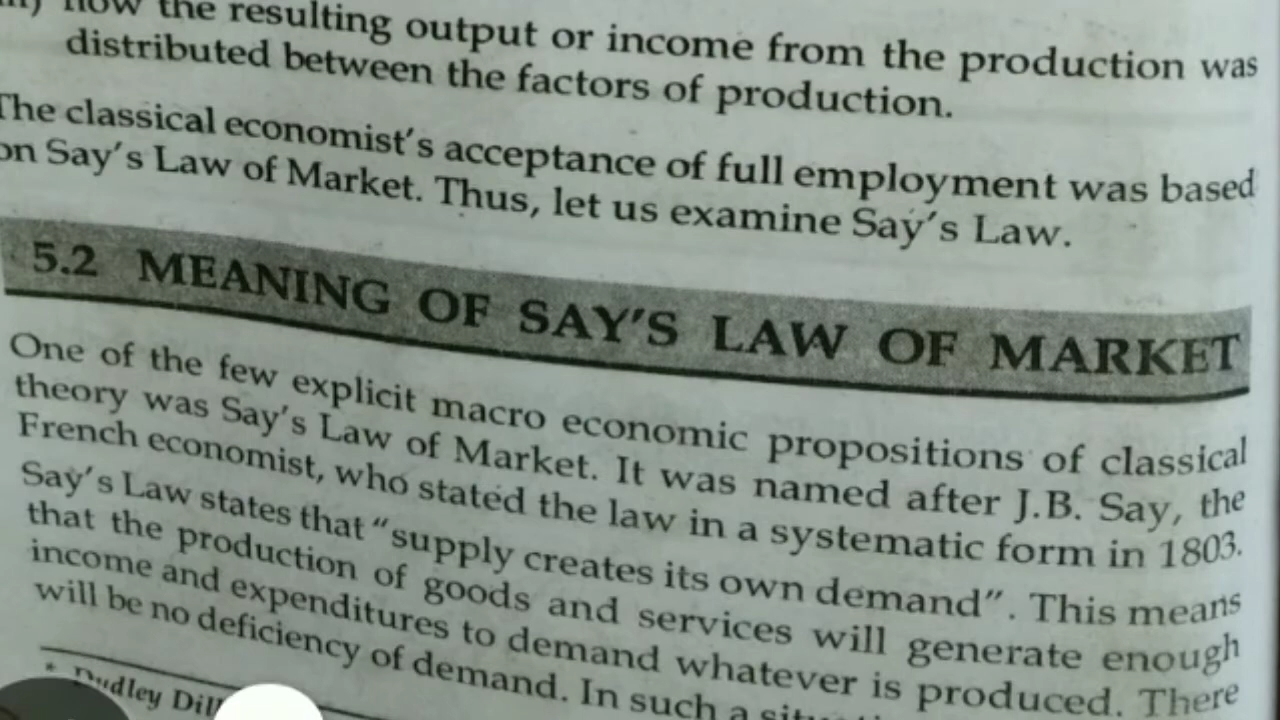 how the resulting output or income from the production was
distributed between the factors of production.
The classical economist's acceptance of full employment was based
on Say's Law of Market. Thus, let us examine Say's Law.
5.2 MEANING OF SAY'S LAW OF MARKET
One of the few explicit macro economic propositions of classical
theory was Say's Law of Market. It was named after J.B. Say, the
French economist, who stated the law in a systematic form in 1803.
Say's Law states that "supply creates its own demand". This means
that the production of goods and services will generate enough
income and expenditures to demand whatever is produced. There
will be no deficiency of demand. In such a
* Dudley